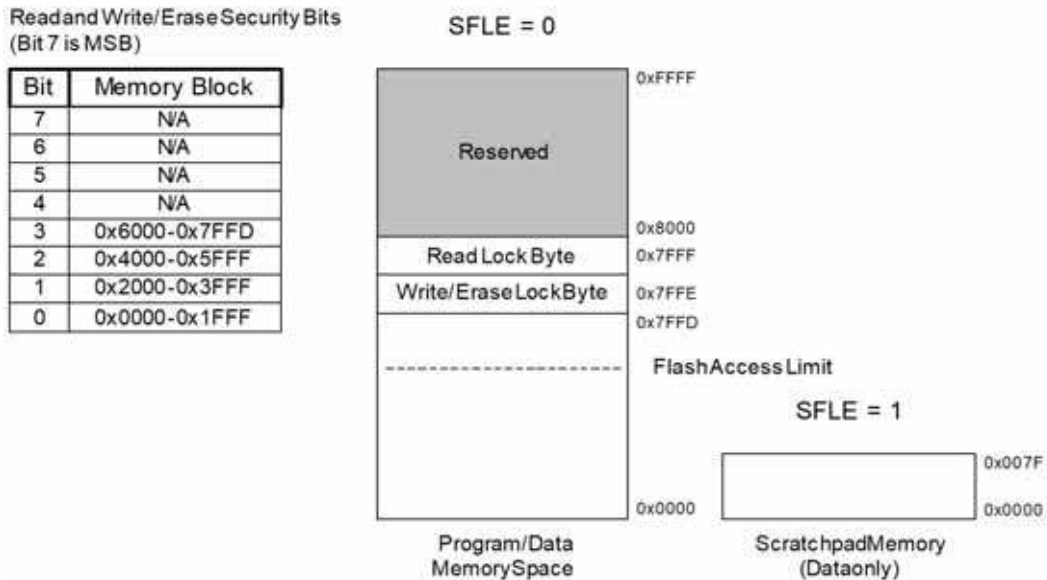 Read and Write/Erase Security Bits
(Bit 7 is MSB)
Bit Memory Block
7 N/A
6 N/A
5 N/A
4 N/A
3 0x6000-0x7FFD
2 0x4000-0x5FFF
1 0x2000-0x3FFF
0 0x0000-0x1FFF
SFLE = 0
0xFFFF
Reserved
0x8000
Read Lock Byte 0x7FFF
Write/Erase Lock Byte 0x7FFE
0x7FFD
Flash Access Limit
0x0000
Program/Data
Memory Space
SFLE = 1
0x007F
0x0000
Scratchpad Memory
(Data only)